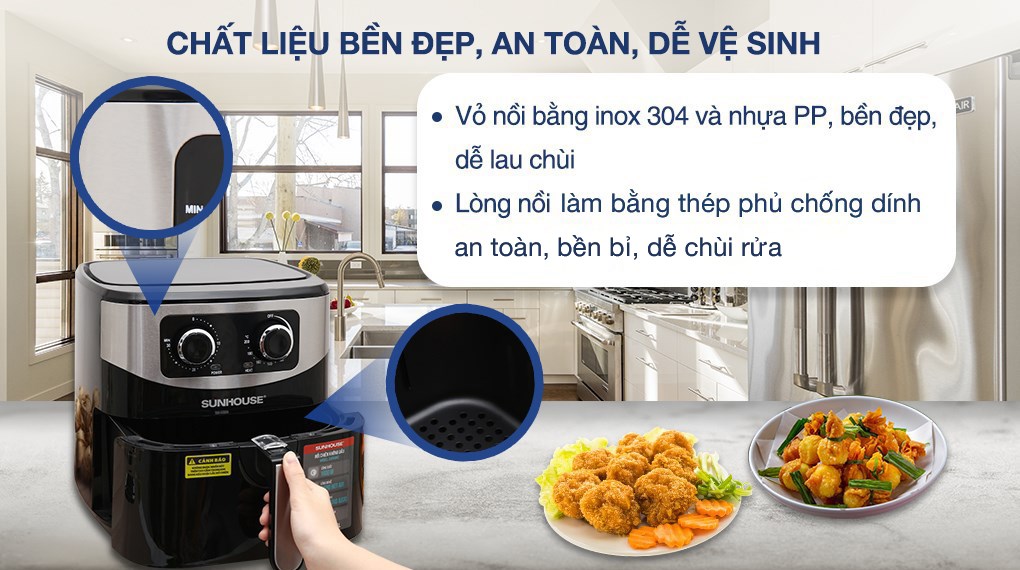 CHẤT LIỆU BỀN ĐẸP, AN TOÀN, DỄ VỆ SINH
Vỏ nồi bằng inox 304 và nhựa PP, bền đẹp,
dễ lau chùi
Lòng nồi làm bằng thép phủ chống dính
an toàn, bền bỉ, dễ chùi rửa
MIN
AIR
SUNHOUSE
CẢNH BÁO
SUNHOUSE